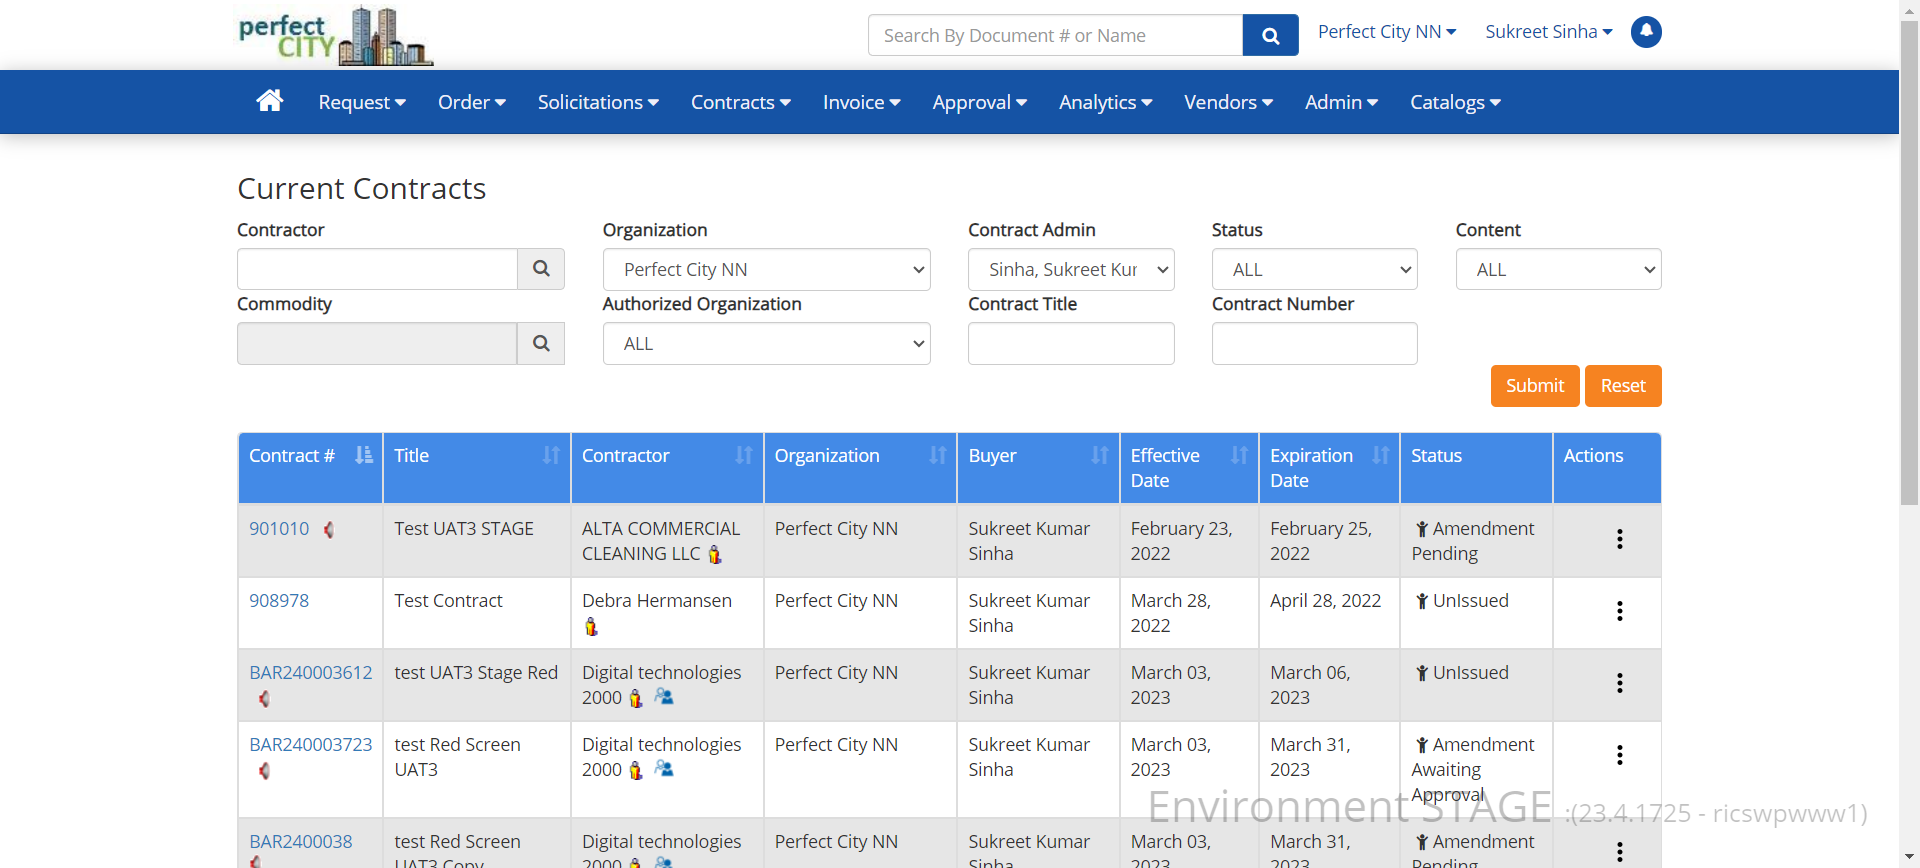 perfect
CITY
Search By Document # or Name
Perfect City NN
Sukreet Sinha
Request
Order
Solicitations
Contracts
Invoice
Approval
Analytics
Vendors
Admin
Catalogs
Current Contracts
Contractor
Organization
Contract Admin
Status
Content
Perfect City NN
Sinha, Sukreet Kur
ALL
ALL
Commodity
Authorized Organization
Contract Title
Contract Number
ALL
Submit
Reset
Contract #
Title
Contractor
Organization
Buyer
Effective
Date
Expiration
Date
Status
Actions
901010
Test UAT3 STAGE
ALTA COMMERCIAL
CLEANING LLC
Perfect City NN
Sukreet Kumar
Sinha
February 23,
2022
February 25,
2022
Amendment
Pending
908978
Test Contract
Debra Hermansen
Perfect City NN
Sukreet Kumar
Sinha
March 28,
2022
April 28, 2022
UnIssued
BAR240003612
test UAT3 Stage Red
Digital technologies
2000
Perfect City NN
Sukreet Kumar
Sinha
March 03,
2023
March 06,
2023
UnIssued
BAR240003723
test Red Screen
UAT3
Digital technologies
2000
Perfect City NN
Sukreet Kumar
Sinha
March 03,
2023
March 31,
2023
Amendment
Awaiting
Approval
BAR2400038
test Red Screen
UAT3 Copy
Digital technologies
2000
Perfect City NN
Sukreet Kumar
Sinha
March 03,
2023
March 31,
2023
Amendment
Pending
Environment STAGE :(23.4.1725 - ricswpwww1)